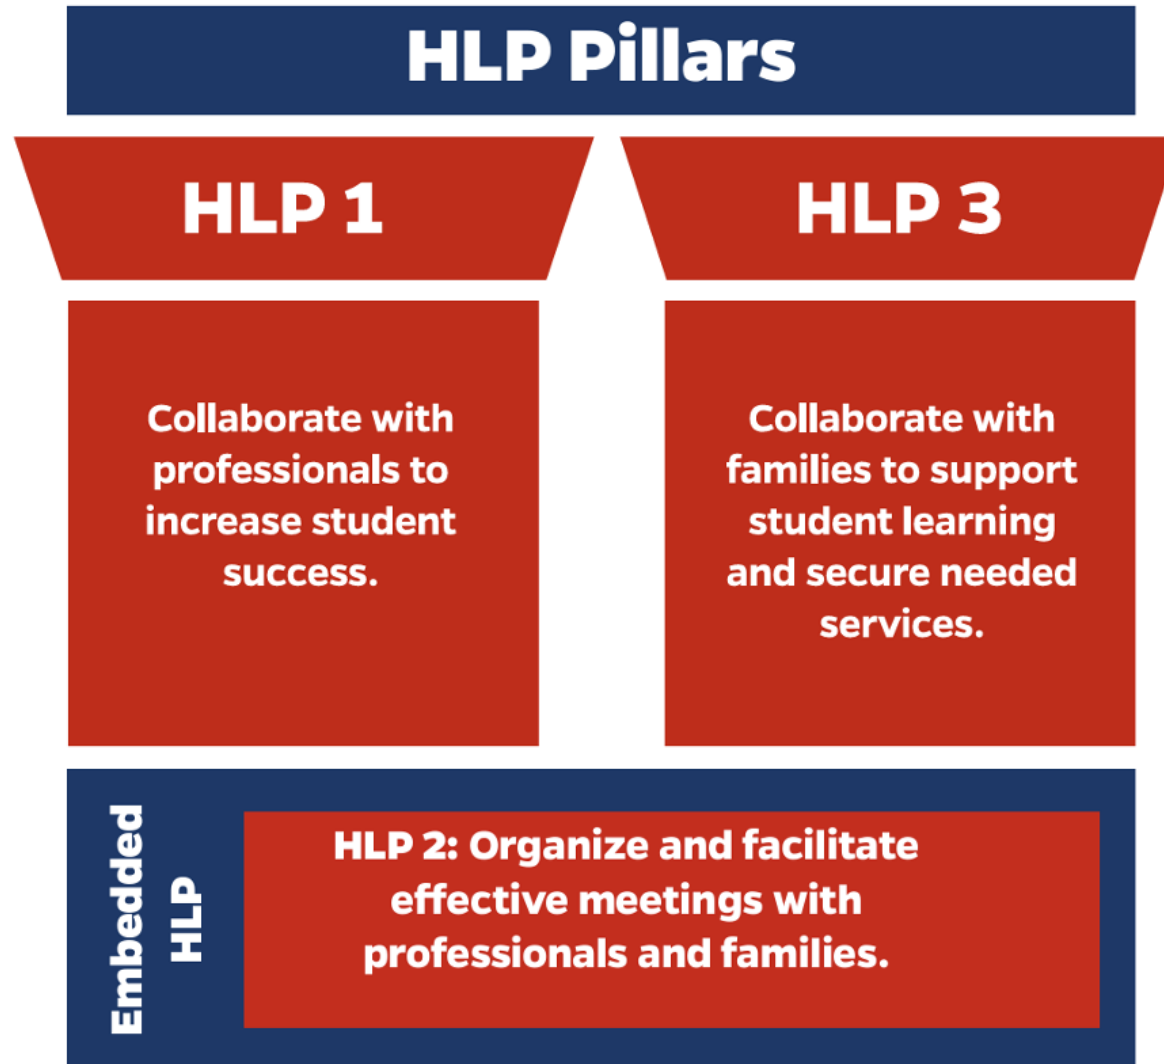 HLP Pillars
HLP 1
Collaborate with
professionals to
increase student
success.
HLP 3
Collaborate with
families to support
student learning
and secure needed
services.
Embedded
HLP
HLP 2: Organize and facilitate
effective meetings with
professionals and families.